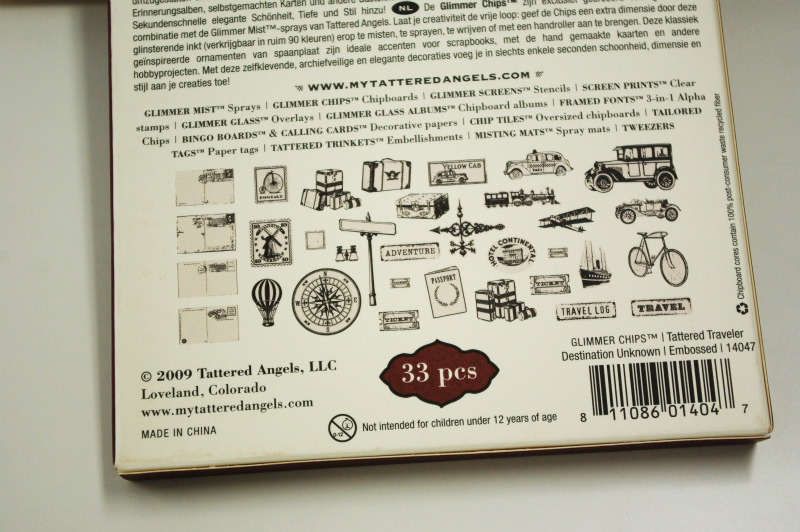 Erinnerungsalben, selbstgemachten Karten und andere
Sekundenschnelle elegante Schönheit, Tiefe und Stil hinzu! NL De Glimmer Chips™ zijn
combinatie met de Glimmer Mist™-sprays van Tattered Angels. Laat je creativiteit de vrije loop: geef de Chips een extra dimensie door deze
glinsterende inkt (verkrijgbaar in ruim 90 kleuren) erop te misten, te sprayen, te wrijven of met een handroller aan te brengen. Deze klassiek
geïnspireerde ornamenten van spaanplaat zijn ideale accenten voor scrapbooks, met de hand gemaakte kaarten en andere
hobbyprojecten. Met deze zelfklevende, archiefveilige en elegante decoraties voeg je in slechts enkele seconden schoonheid, dimensie en
stijl aan je creaties toe!
WWW.MYTATTEREDANGELS.COM
GLIMMER MIST™ Sprays | GLIMMER CHIPS™ Chipboards | GLIMMER SCREENS™ Stencils | SCREEN PRINTS™ Clear
stamps | GLIMMER GLASS™ Overlays | GLIMMER GLASS ALBUMS™ Chipboard albums | FRAMED FONTS™ 3-in-1 Alpha
Chips | BINGO BOARDS™ & CALLING CARDS™ Decorative papers | CHIP TILES™ Oversized chipboards | TAILORED
TAGS™ Paper tags | TATTERED TRINKETS™ Embellishments | MISTING MATS™ Spray mats | TWEEZERS
Chipboard cores contain 100% post-consumer waste recycled fiber
POSTAGE
YELLOW CAB
TAXI
ADVENTURE
HOTEL CONTINENTAL
PASSPORT
TICKET
TICKET
TRAVEL LOG
TRAVEL
GLIMMER CHIPS™ | Tattered Traveler
Destination Unknown | Embossed | 14047
© 2009 Tattered Angels, LLC
Loveland, Colorado
www.mytatteredangels.com
33 pcs
MADE IN CHINA
0-12
Not intended for children under 12 years of age
8 11086 01404 7